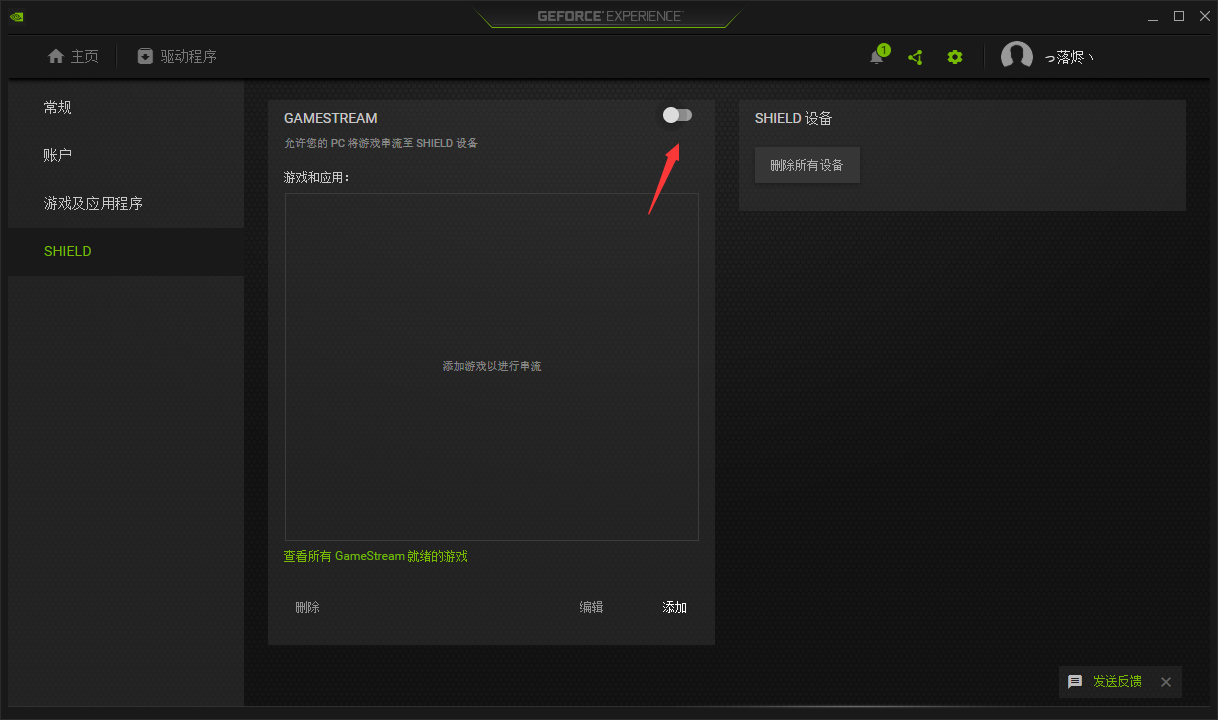 GEFORCE® EXPERIENCE™
主页
驱动程序
1
っ落烬ヽ
常规
账户
游戏及应用程序
SHIELD
GAMESTREAM
允许您的 PC 将游戏串流至 SHIELD 设备
游戏和应用：
添加游戏以进行串流
查看所有 GameStream 就绪的游戏
删除
编辑
添加
SHIELD 设备
删除所有设备
发送反馈